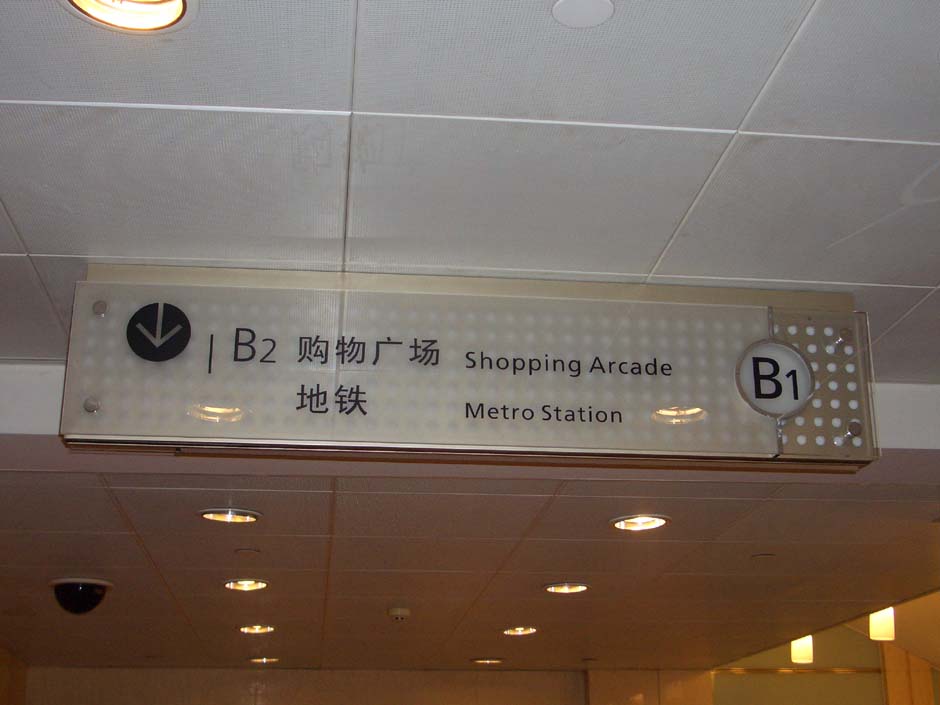 B2 购物广场 Shopping Arcade
地铁 Metro Station
B1